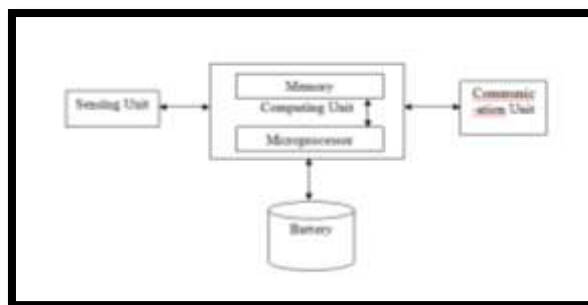 Memory
Sensing Unit
Computing Unit
Communic
ation Unit
Microprocessor
Battery